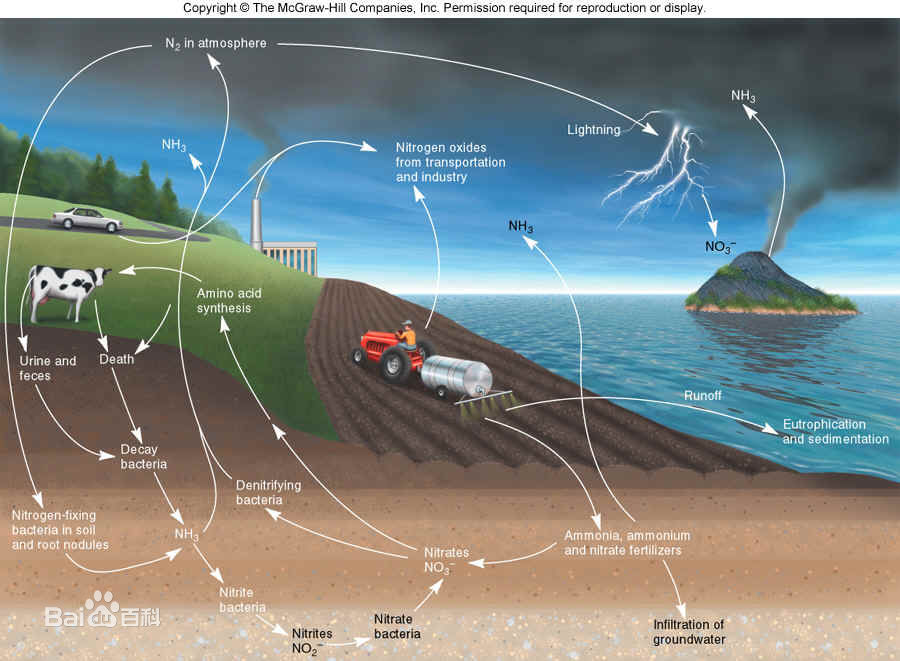 Copyright © The McGraw-Hill Companies, Inc. Permission required for reproduction or display.
N₂ in atmosphere
NH₃
Lightning
NH₃
Nitrogen oxides
from transportation
and industry
NH₃
NO₃⁻
Amino acid
synthesis
Urine and
feces
Death
Runoff
Eutrophication
and sedimentation
Decay
bacteria
Denitrifying
bacteria
Nitrogen-fixing
bacteria in soil
and root nodules
NH₃
Ammonia, ammonium
and nitrate fertilizers
Nitrates
NO₃⁻
Nitrite
bacteria
Nitrites
NO₂⁻
Nitrate
bacteria
Infiltration of
groundwater
Bai百科